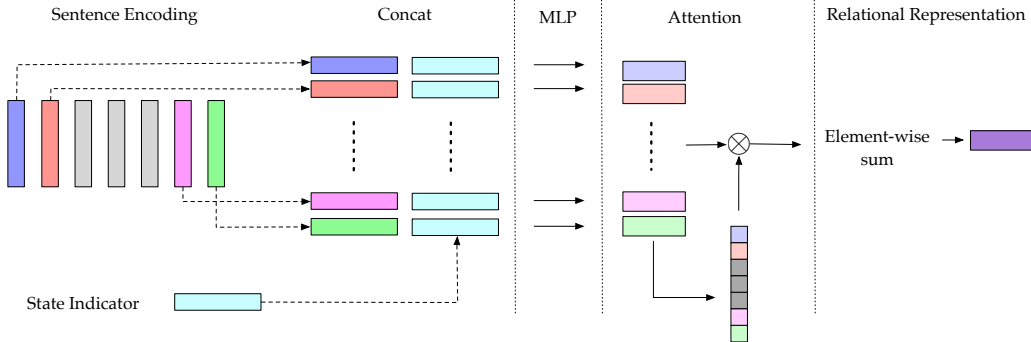 Sentence Encoding
Concat
MLP
Attention
Relational Representation
Element-wise
sum
State Indicator